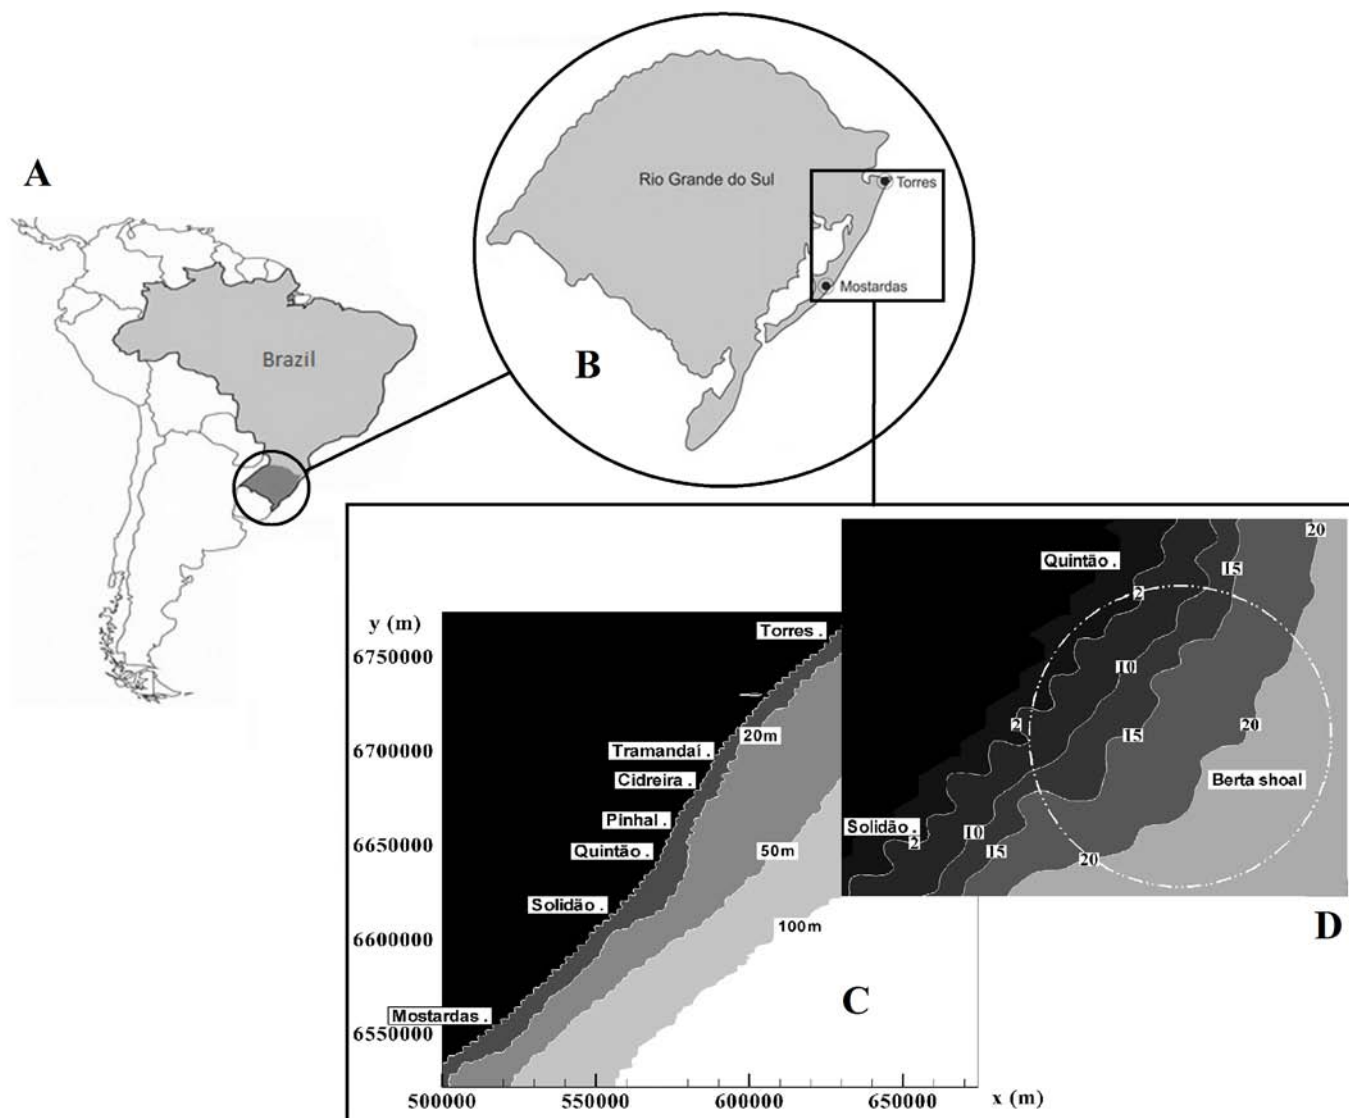 A
Brazil
Rio Grande do Sul
Torres
Mostardas
B
y (m)
6750000
6700000
6650000
6600000
6550000
500000
550000
600000
650000
x (m)
Torres .
20m
Tramandaí .
Cidreira .
Pinhal .
Quintão .
50m
Solidão .
100m
Mostardas .
C
20
Quintão .
15
2
10
2
20
15
Berta shoal
Solidão .
2
10
15
20
D